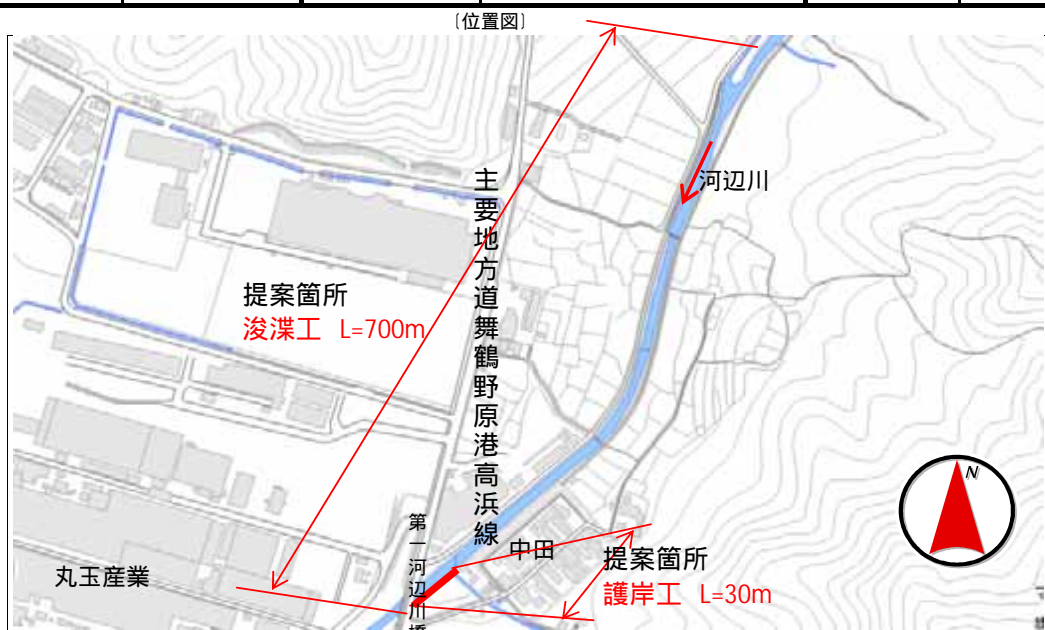 ［位置図］
河辺川
主要地方道舞鶴野原港高浜線
提案箇所
浚渫工 L=700m
N
第一河辺川橋
中田
提案箇所
護岸工 L=30m
丸玉産業